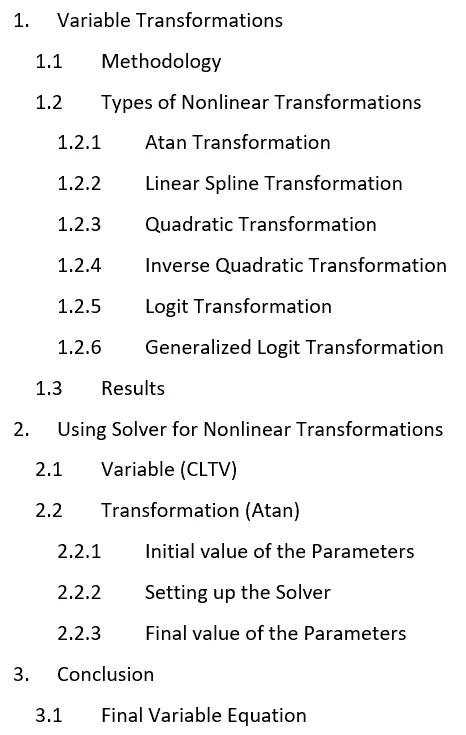 1. Variable Transformations
1.1 Methodology
1.2 Types of Nonlinear Transformations
1.2.1 Atan Transformation
1.2.2 Linear Spline Transformation
1.2.3 Quadratic Transformation
1.2.4 Inverse Quadratic Transformation
1.2.5 Logit Transformation
1.2.6 Generalized Logit Transformation
1.3 Results
2. Using Solver for Nonlinear Transformations
2.1 Variable (CLTV)
2.2 Transformation (Atan)
2.2.1 Initial value of the Parameters
2.2.2 Setting up the Solver
2.2.3 Final value of the Parameters
3. Conclusion
3.1 Final Variable Equation